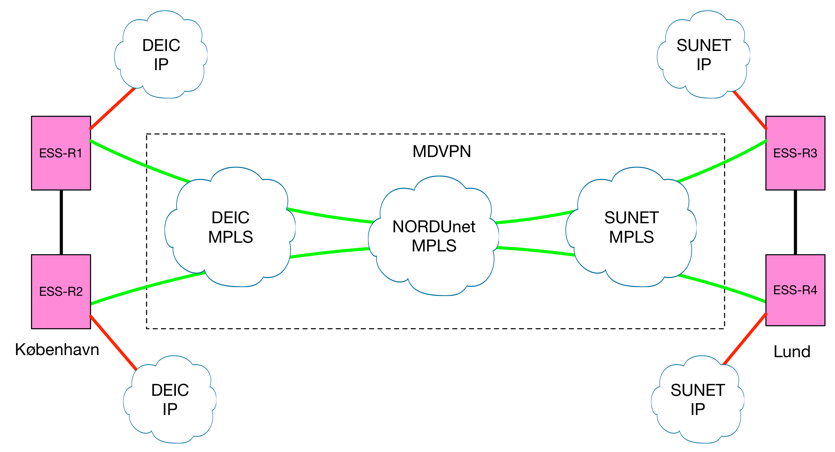 DEIC
IP
SUNET
IP
ESS-R1
MDVPN
ESS-R3
DEIC
MPLS
NORDUnet
MPLS
SUNET
MPLS
ESS-R2
ESS-R4
København
Lund
DEIC
IP
SUNET
IP